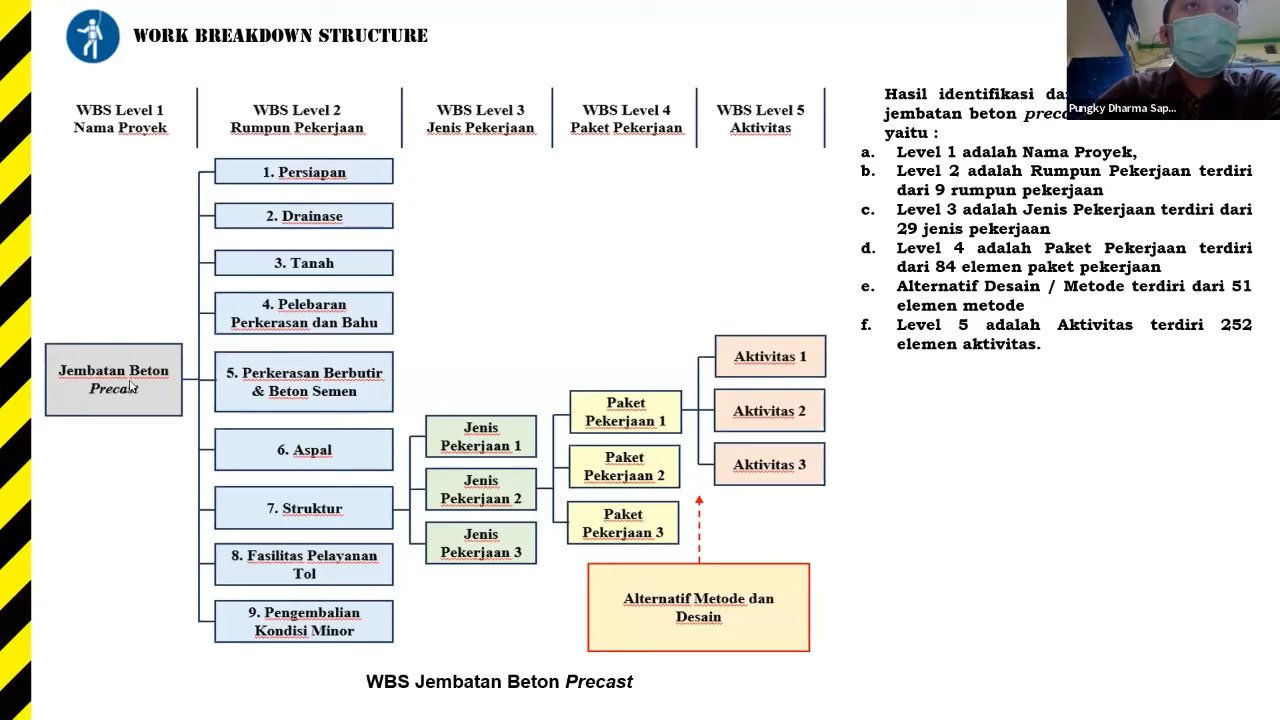 WORK BREAKDOWN STRUCTURE
WBS Level 1
Nama Proyek
WBS Level 2
Rumpun Pekerjaan
WBS Level 3
Jenis Pekerjaan
WBS Level 4
Paket Pekerjaan
WBS Level 5
Aktivitas
Jembatan Beton
Precast
1. Persiapan
2. Drainase
3. Tanah
4. Pelebaran
Perkerasan dan Bahu
5. Perkerasan Berbutir
& Beton Semen
6. Aspal
7. Struktur
8. Fasilitas Pelayanan
Tol
9. Pengembalian
Kondisi Minor
Jenis
Pekerjaan 1
Jenis
Pekerjaan 2
Jenis
Pekerjaan 3
Paket
Pekerjaan 1
Paket
Pekerjaan 2
Paket
Pekerjaan 3
Aktivitas 1
Aktivitas 2
Aktivitas 3
Alternatif Metode dan
Desain
WBS Jembatan Beton Precast
Hasil identifikasi
jembatan beton
yaitu :
a. Level 1 adalah Nama Proyek,
b. Level 2 adalah Rumpun Pekerjaan terdiri
dari 9 rumpun pekerjaan
c. Level 3 adalah Jenis Pekerjaan terdiri dari
29 jenis pekerjaan
d. Level 4 adalah Paket Pekerjaan terdiri
dari 84 elemen paket pekerjaan
e. Alternatif Desain / Metode terdiri dari 51
elemen metode
f. Level 5 adalah Aktivitas terdiri 252
elemen aktivitas.
Pungky Dharma Sap...